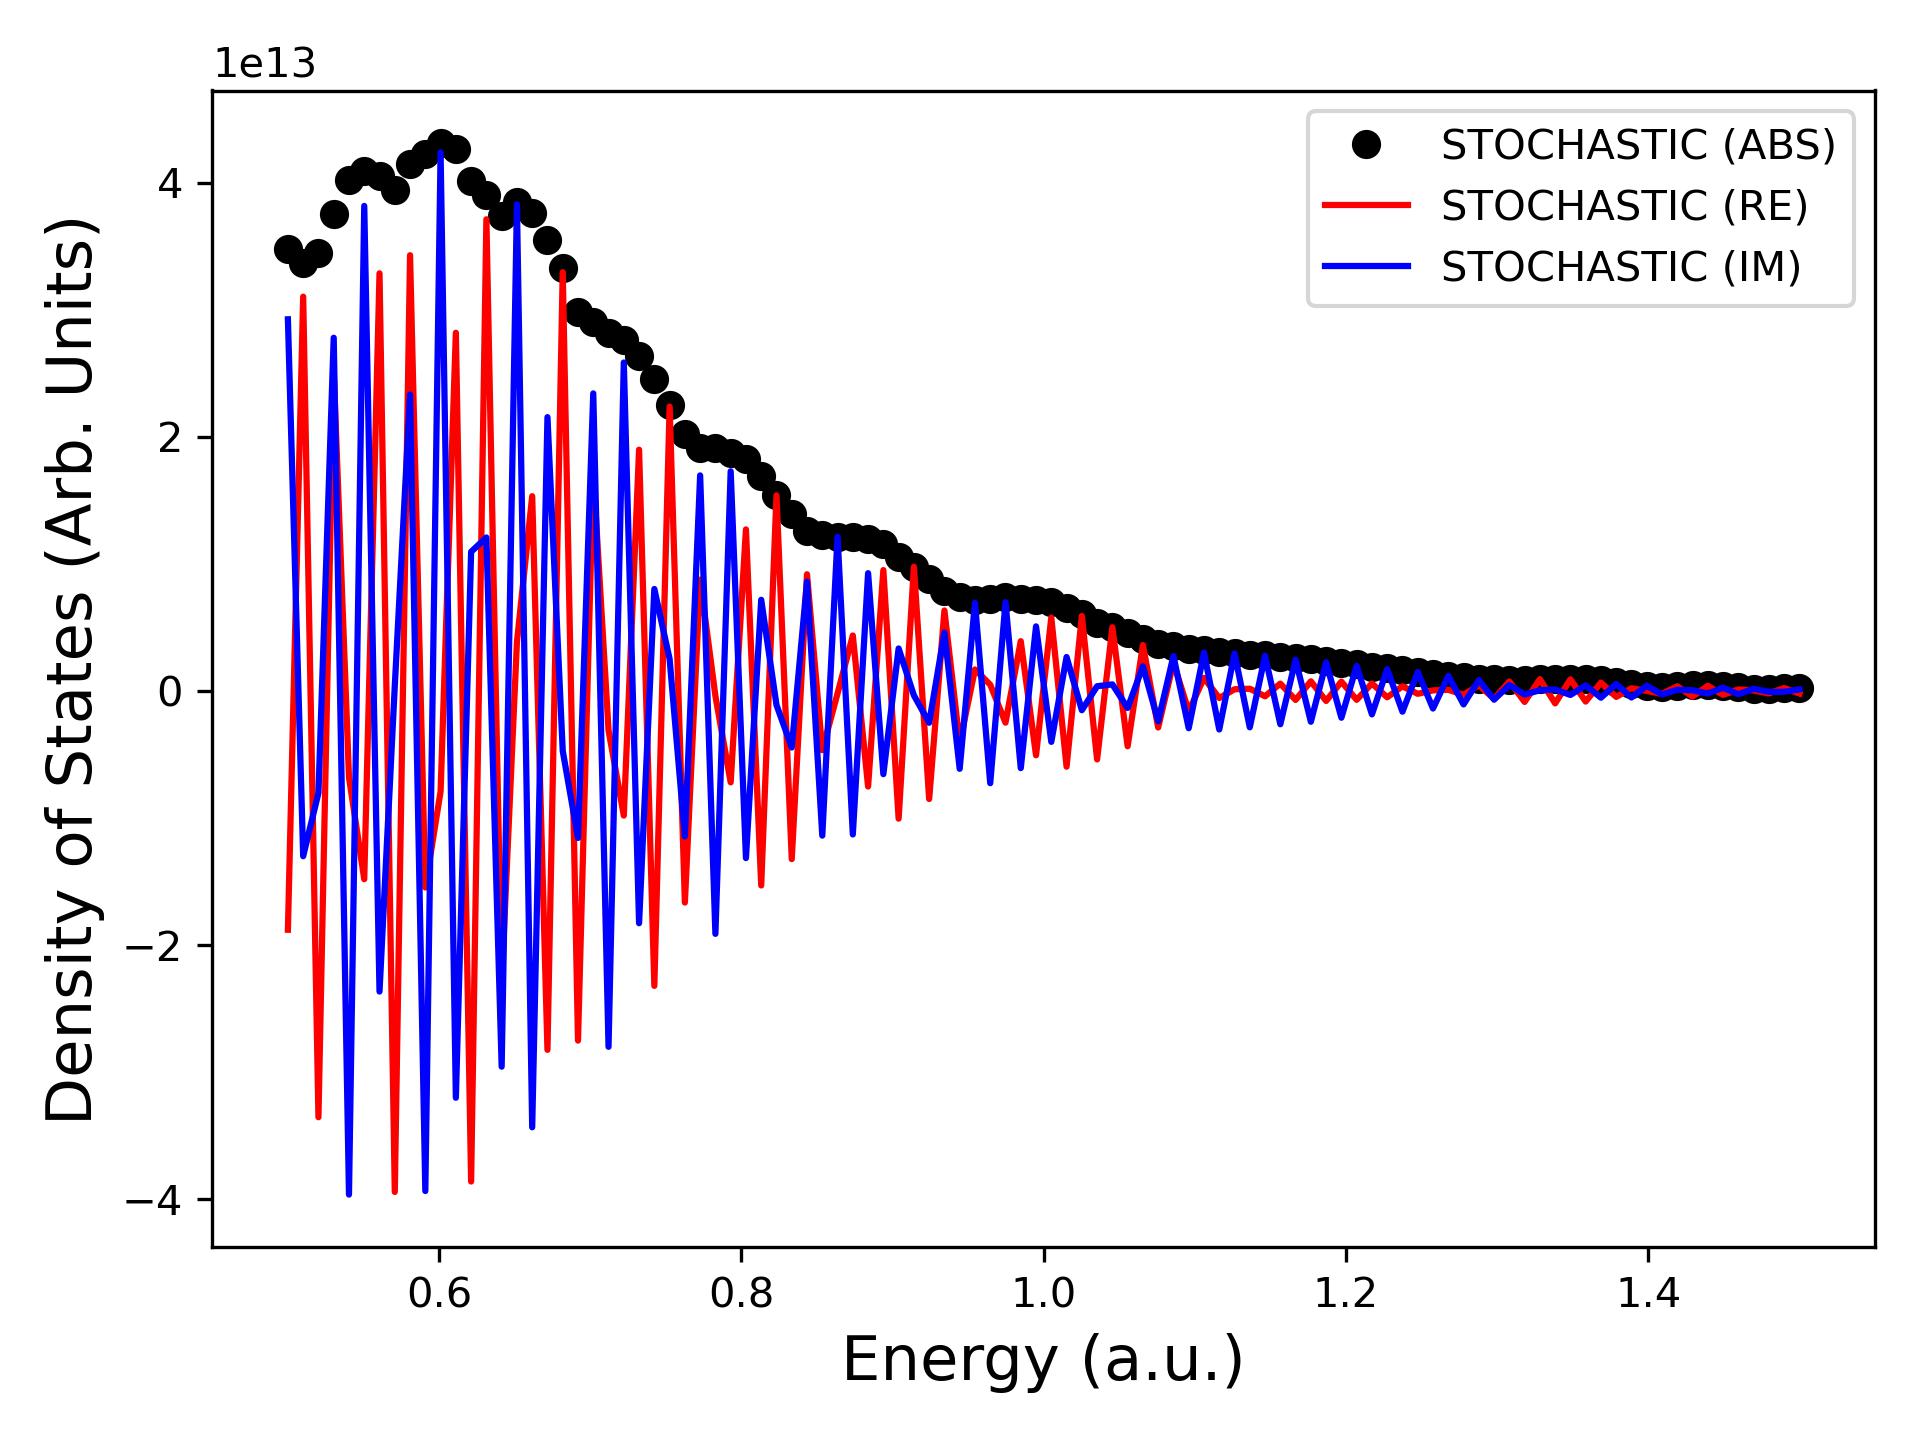 1e13
STOCHASTIC (ABS)
STOCHASTIC (RE)
STOCHASTIC (IM)
Density of States (Arb. Units)
4
2
0
−2
−4
0.6 0.8 1.0 1.2 1.4
Energy (a.u.)